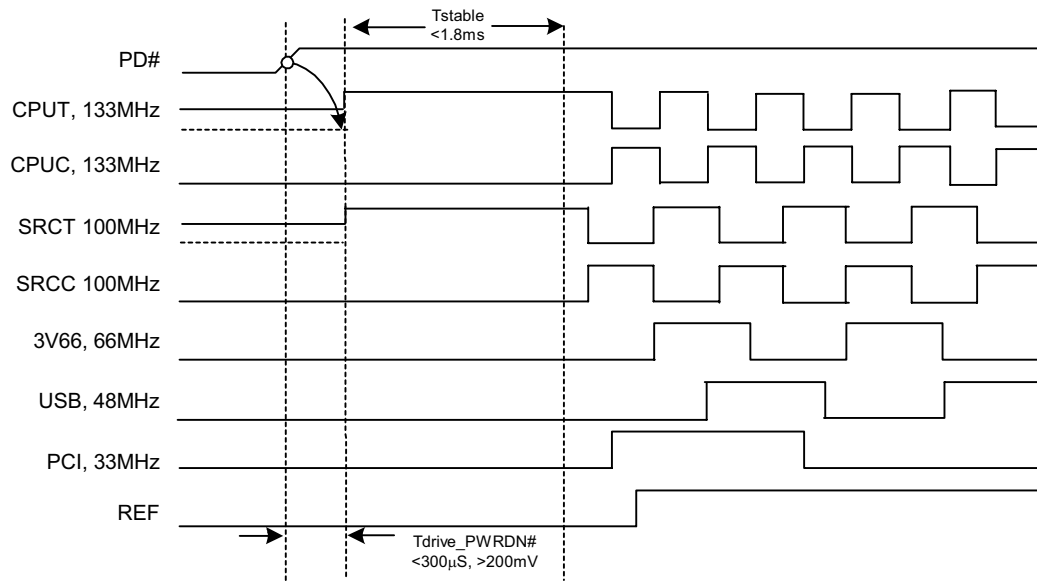 Tstable
<1.8ms
PD#
CPUT, 133MHz
CPUC, 133MHz
SRCT 100MHz
SRCC 100MHz
3V66, 66MHz
USB, 48MHz
PCI, 33MHz
REF
Tdrive_PWRDN#
<300μS, >200mV